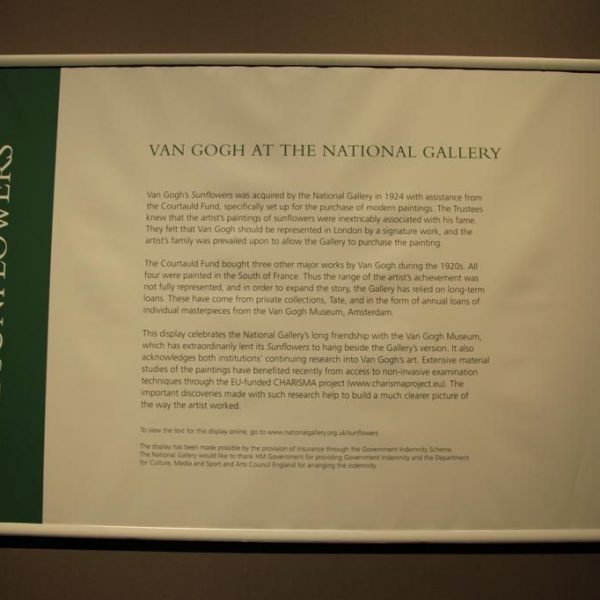 SUNFLOWERS
VAN GOGH AT THE NATIONAL GALLERY
Van Gogh's Sunflowers was acquired by the National Gallery in 1924 with assistance from
the Courtauld Fund, specifically set up for the purchase of modern paintings. The Trustees
knew that the artist's paintings of sunflowers were inextricably associated with his fame.
They felt that Van Gogh should be represented in London by a signature work, and the
artist's family was prevailed upon to allow the Gallery to purchase the painting.
The Courtauld Fund bought three other major works by Van Gogh during the 1920s. All
four were painted in the South of France. Thus the range of the artist's achievement was
not fully represented, and in order to expand the story, the Gallery has relied on long-term
loans. These have come from private collections, Tate, and in the form of annual loans of
individual masterpieces from the Van Gogh Museum, Amsterdam.
This display celebrates the National Gallery's long friendship with the Van Gogh Museum,
which has extraordinarily lent its Sunflowers to hang beside the Gallery's version. It also
acknowledges both institutions' continuing research into Van Gogh's art. Extensive material
studies of the paintings have benefited recently from access to non-invasive examination
techniques through the EU-funded CHARISMA project (www.charismaproject.eu). The
important discoveries made with such research help to build a much clearer picture of
the way the artist worked.
To view the text for this display online, go to www.nationalgallery.org.uk/sunflowers
The display has been made possible by the provision of insurance through the Government Indemnity Scheme.
The National Gallery would like to thank HM Government for providing Government Indemnity and the Department
for Culture, Media and Sport and Arts Council England for arranging the indemnity.